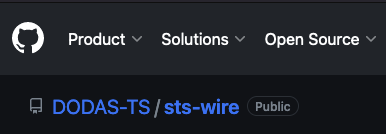 Product Solutions Open Source
DODAS-TS/sts-wire Public